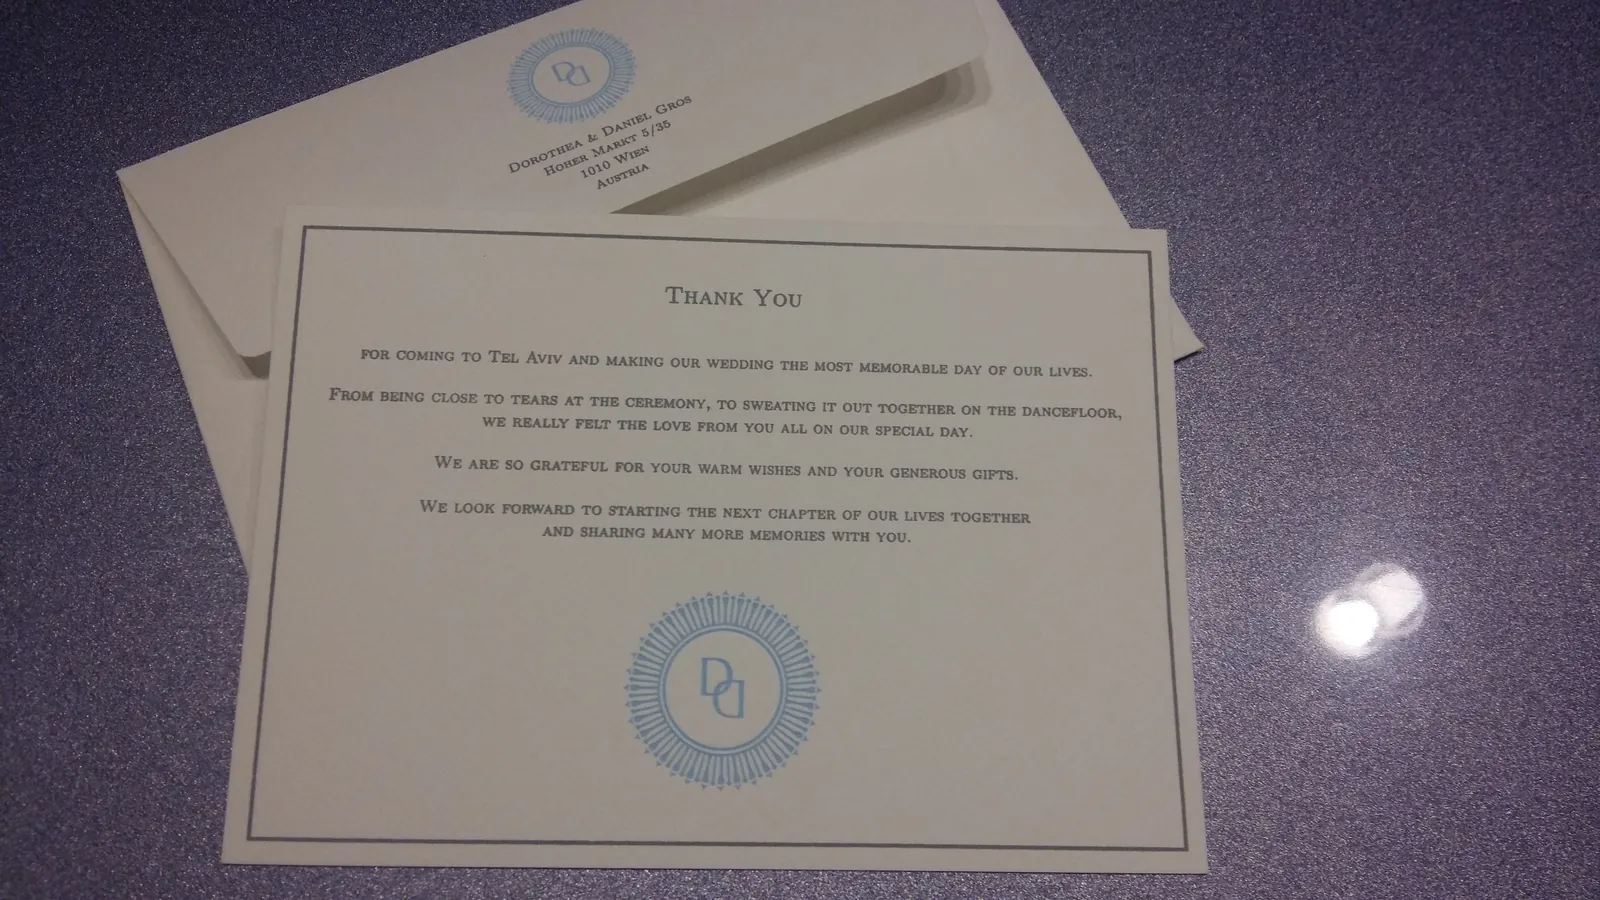 DD
Dorothea & Daniel Gros
Hoher Markt 5/35
1010 Wien
Austria
Thank You
for coming to Tel Aviv and making our wedding the most memorable day of our lives.
From being close to tears at the ceremony, to sweating it out together on the dancefloor,
we really felt the love from you all on our special day.
We are so grateful for your warm wishes and your generous gifts.
We look forward to starting the next chapter of our lives together
and sharing many more memories with you.
DD